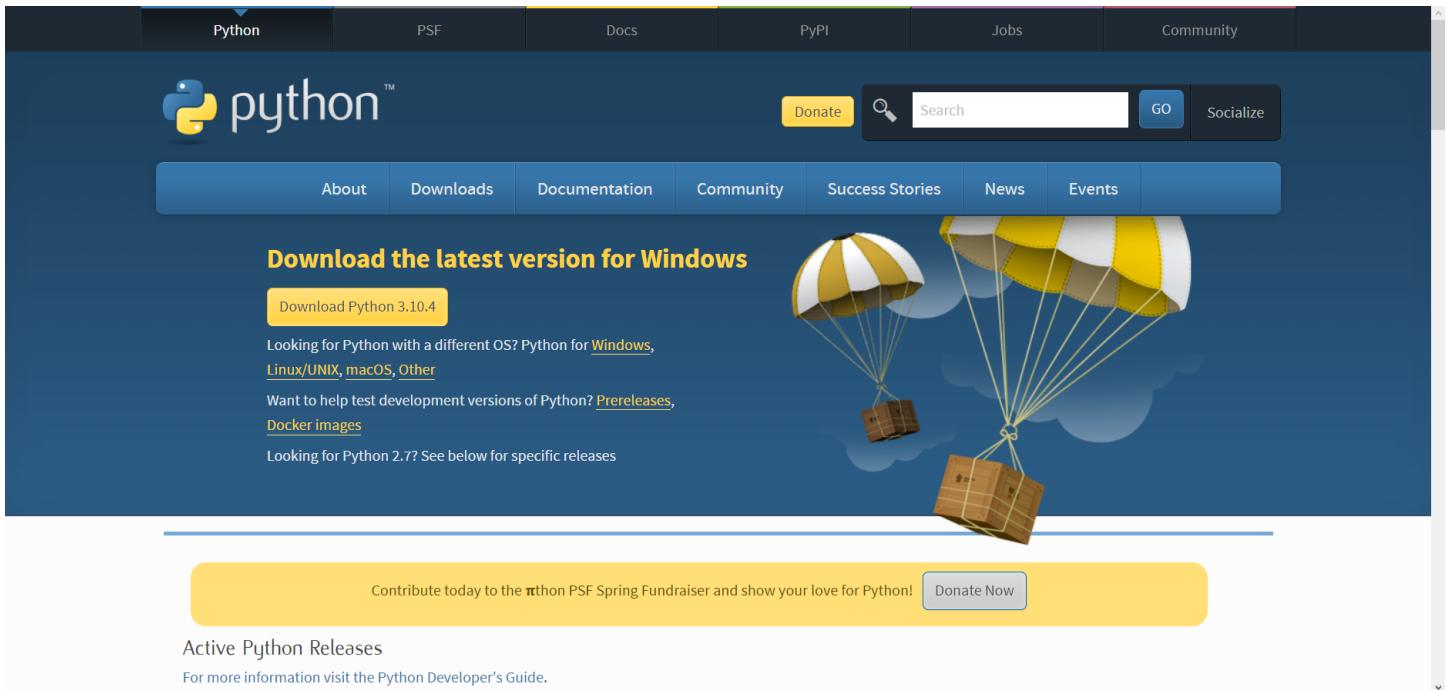 Python
PSF
Docs
PyPI
Jobs
Community
python™
Donate
Search
GO
Socialize
About
Downloads
Documentation
Community
Success Stories
News
Events
Download the latest version for Windows
Download Python 3.10.4
Looking for Python with a different OS? Python for Windows,
Linux/UNIX, macOS, Other
Want to help test development versions of Python? Prereleases,
Docker images
Looking for Python 2.7? See below for specific releases
Contribute today to the πthon PSF Spring Fundraiser and show your love for Python!
Donate Now
Active Python Releases
For more information visit the Python Developer's Guide.